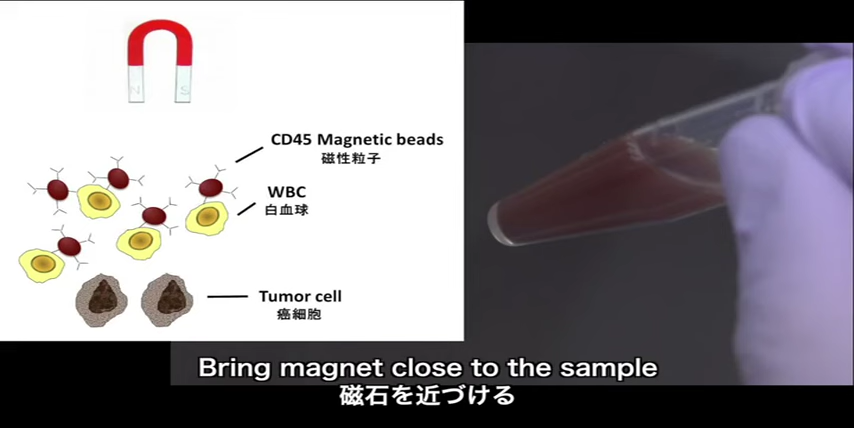 N S
CD45 Magnetic beads
磁性粒子
WBC
白血球
Tumor cell
癌細胞
Bring magnet close to the sample
磁石を近づける